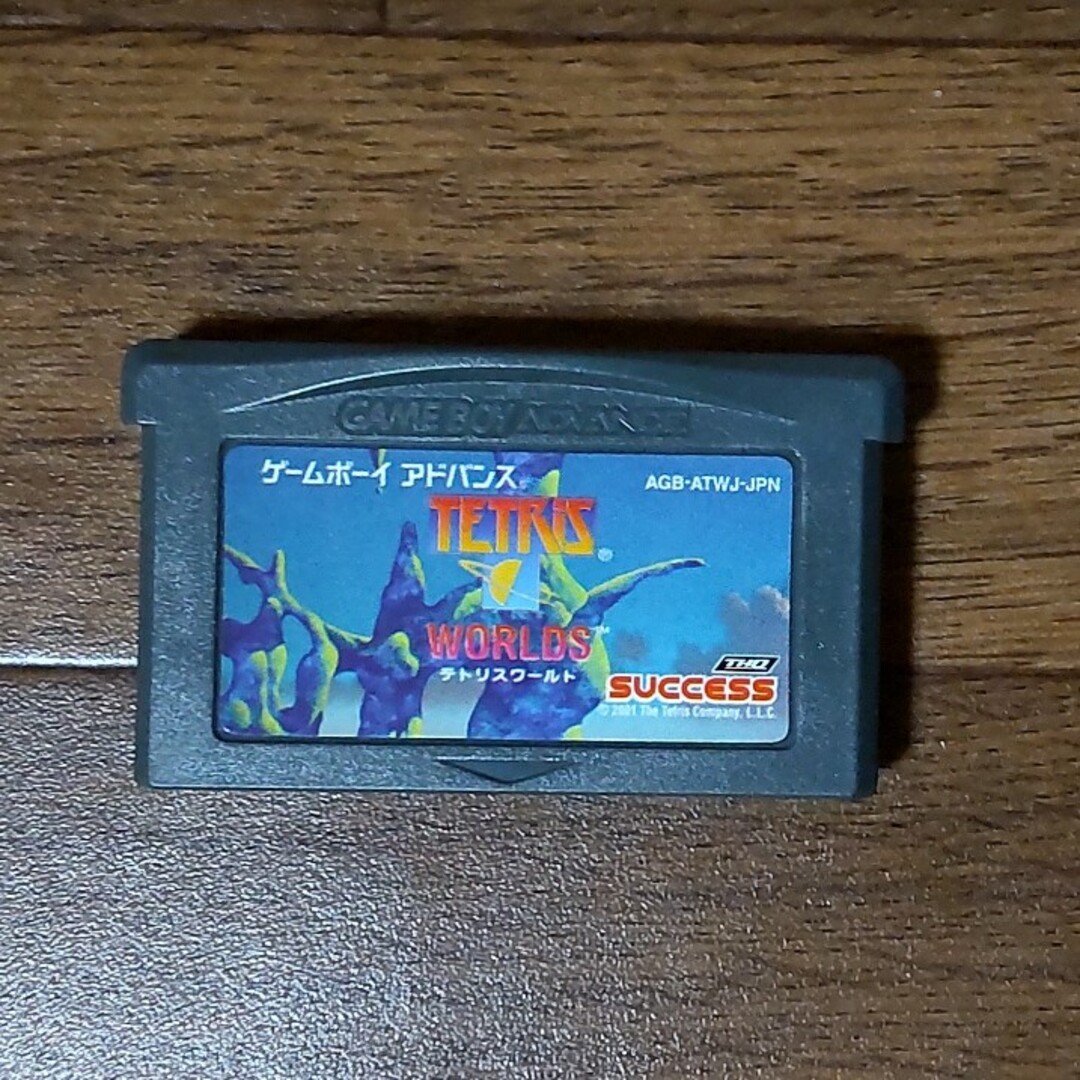 GAME BOY ADVANCE
ゲームボーイ アドバンス
AGB-ATWJ-JPN
TETRIS®
WORLDS™
テトリスワールド
THQ
SUCCESS
© 2001 The Tetris Company, L.L.C.